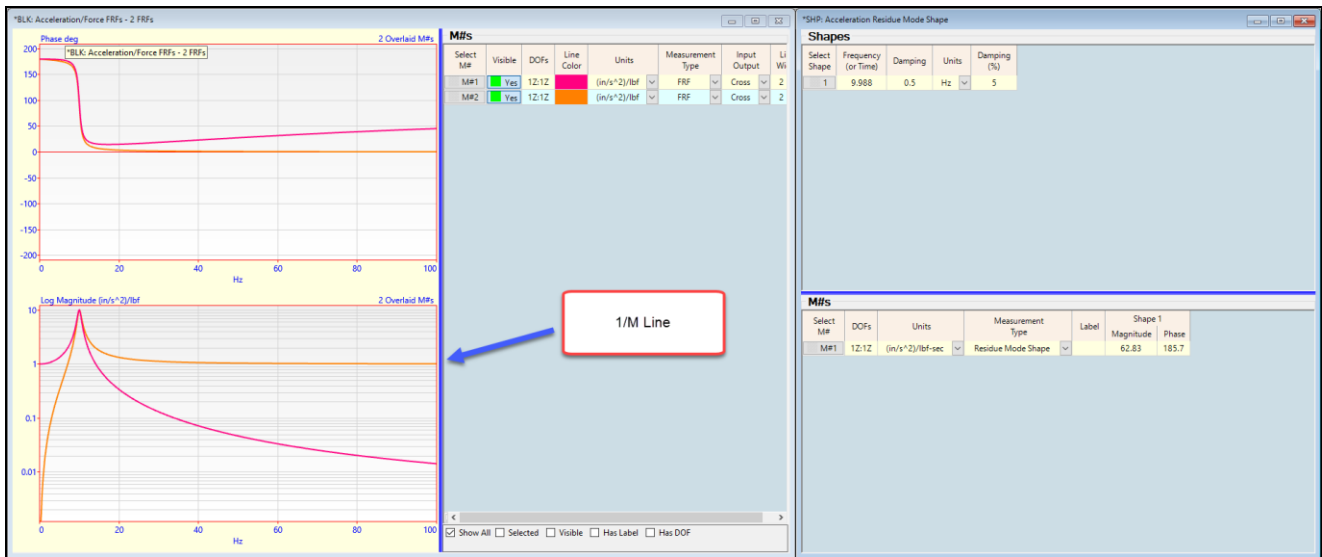 *BLK: Acceleration/Force FRFs - 2 FRFs
Phase deg
2 Overlaid M#s
*BLK: Acceleration/Force FRFs - 2 FRFs
200
150
100
50
0
-50
-100
-150
-200
0 20 40 60 80 100
Hz
Log Magnitude (in/s^2)/lbf
2 Overlaid M#s
10
1
0.1
0.01
0 20 40 60 80 100
Hz
M#s
Select M# Visible DOFs Line Color Units Measurement Type Input Output Li Wi
M#1 Yes 1Z:1Z (in/s^2)/lbf FRF Cross 2
M#2 Yes 1Z:1Z (in/s^2)/lbf FRF Cross 2
1/M Line
Show All Selected Visible Has Label Has DOF
*SHP: Acceleration Residue Mode Shape
Shapes
Select Shape Frequency (or Time) Damping Units Damping (%)
1 9.988 0.5 Hz 5
M#s
Select M# DOFs Units Measurement Type Label Shape 1 Magnitude Phase
M#1 1Z:1Z (in/s^2)/lbf-sec Residue Mode Shape 62.83 185.7